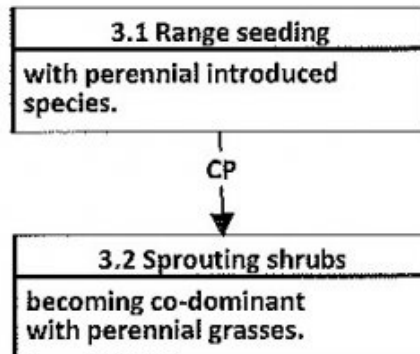 3.1 Range seeding
with perennial introduced
species.
CP
3.2 Sprouting shrubs
becoming co-dominant
with perennial grasses.